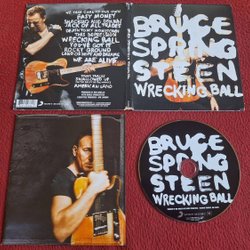 WE TAKE CARE OF OUR OWN
EASY MONEY
SHACKLED AND DRAWN
JACK OF ALL TRADES
DEATH TO MY HOMETOWN
THIS DEPRESSION
WRECKING BALL
YOU'VE GOT IT
ROCKY GROUND
LAND OF HOPE AND DREAMS
WE ARE ALIVE
SWALLOWED UP
AMERICAN LAND
BRUCE
SPRING
STEEN
WRECKING BALL
BRUCE
SPRING
STEEN
WRECKING BALL